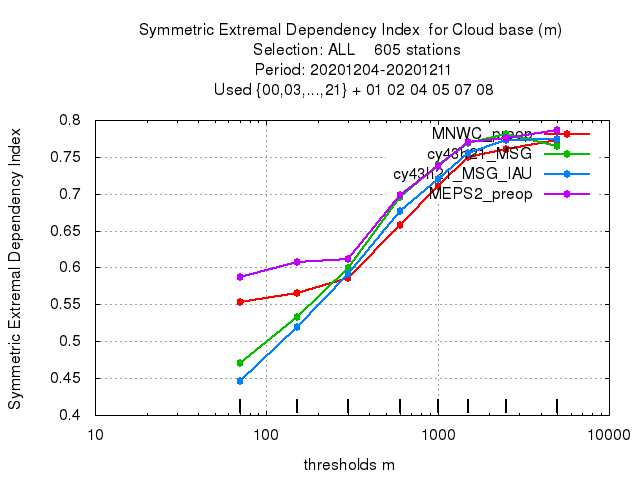 Symmetric Extremal Dependency Index  for Cloud base (m)
Selection: ALL    605 stations
Period: 20201204-20201211
Used {00,03,...,21} + 01 02 04 05 07 08
Symmetric Extremal Dependency Index
0.8
0.75
0.7
0.65
0.6
0.55
0.5
0.45
0.4
MNWC_preop
cy43h21_MSG
cy43h21_MSG_IAU
MEPS2_preop
10
100
1000
10000
thresholds m